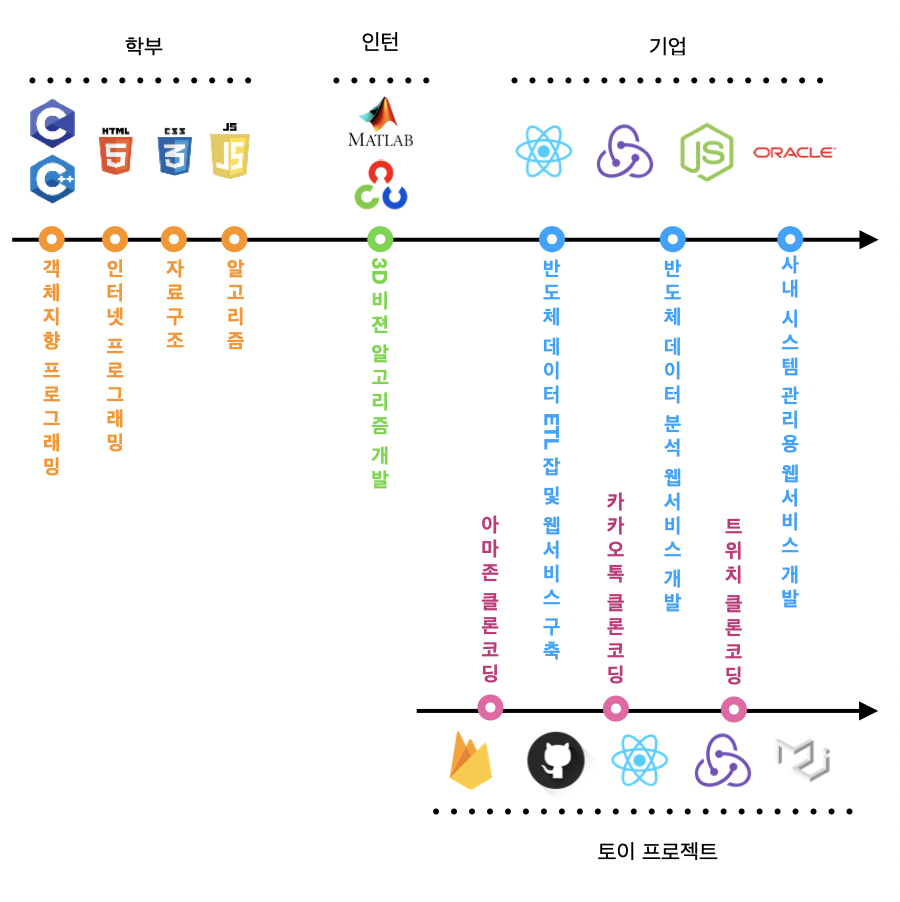 학부
인턴
기업
C
C++
HTML
5
CSS
3
JS
JS
MATLAB
JS
ORACLE
객체지향 프로그래밍
인터넷 프로그래밍
자료구조
알고리즘
3D 비젼 알고리즘 개발
반도체 데이터 ETL 잡 및 웹 서비스 구축
반도체 데이터 분석 웹 서비스 개발
사내 시스템 관리용 웹서비스 개발
아마존 클론코딩
카카오톡 클론코딩
트위치 클론코딩
토이 프로젝트